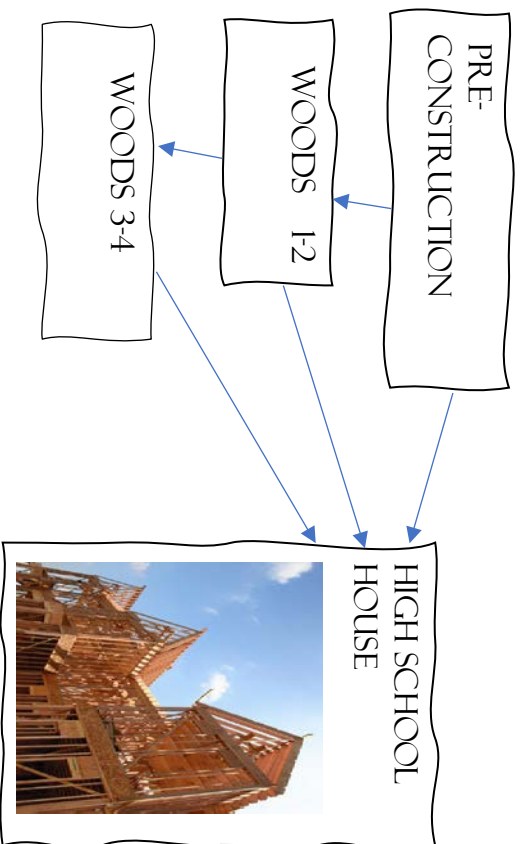 PRE-
CONSTRUCTION
WOODS 1-2
WOODS 3-4
HIGH SCHOOL
HOUSE